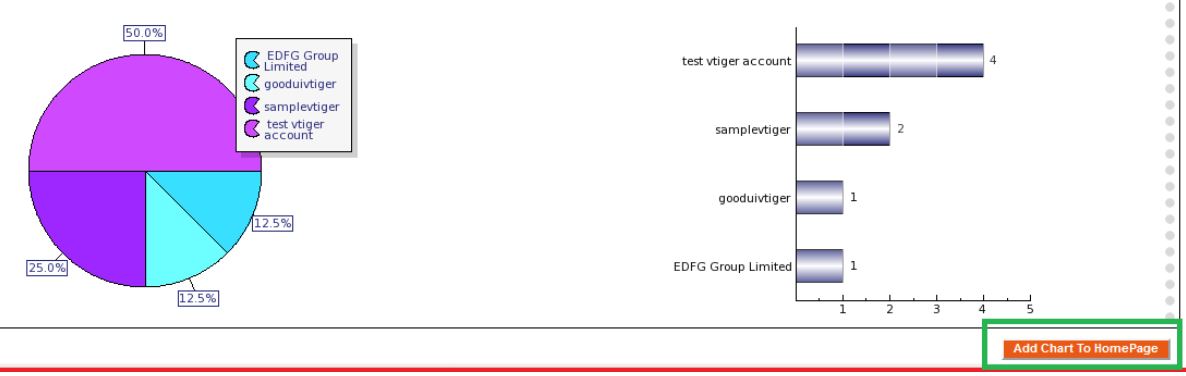 50.0%
EDFG Group
Limited
gooduivtiger
samplevtiger
test vtiger
account
12.5%
25.0%
12.5%
test vtiger account
4
samplevtiger
2
gooduivtiger
1
EDFG Group Limited
1
1 2 3 4 5
Add Chart To HomePage